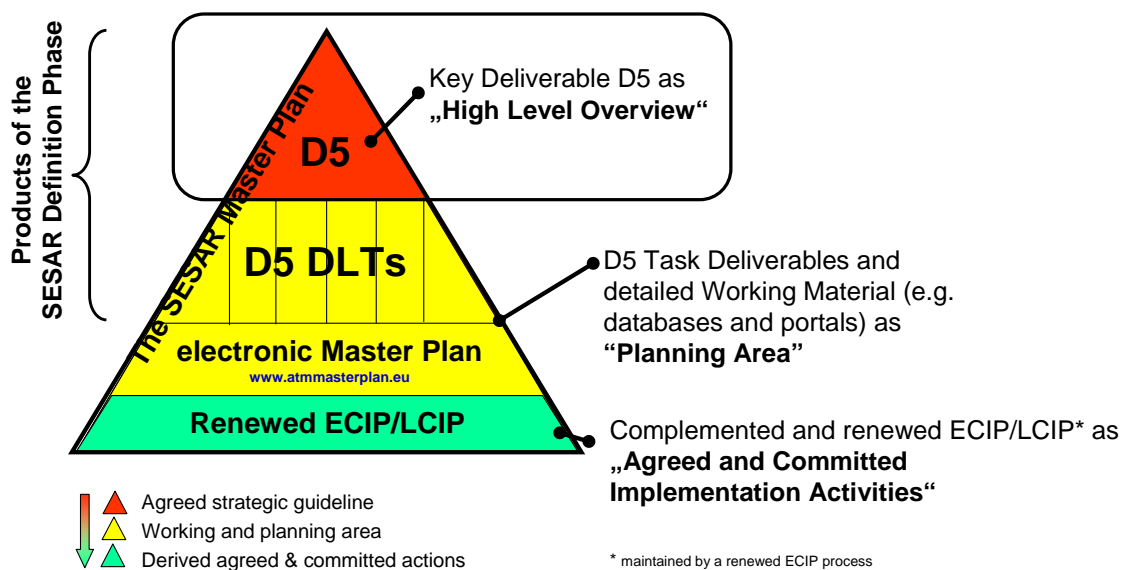 Products of the
SESAR Definition Phase
The SESAR Master Plan
Key Deliverable D5 as
„High Level Overview“
D5
D5 DLTs
D5 Task Deliverables and
detailed Working Material (e.g.
databases and portals) as
“Planning Area”
electronic Master Plan
www.atmmasterplan.eu
Renewed ECIP/LCIP
Complemented and renewed ECIP/LCIP* as
„Agreed and Committed
Implementation Activities“
Agreed strategic guideline
Working and planning area
Derived agreed & committed actions
* maintained by a renewed ECIP process